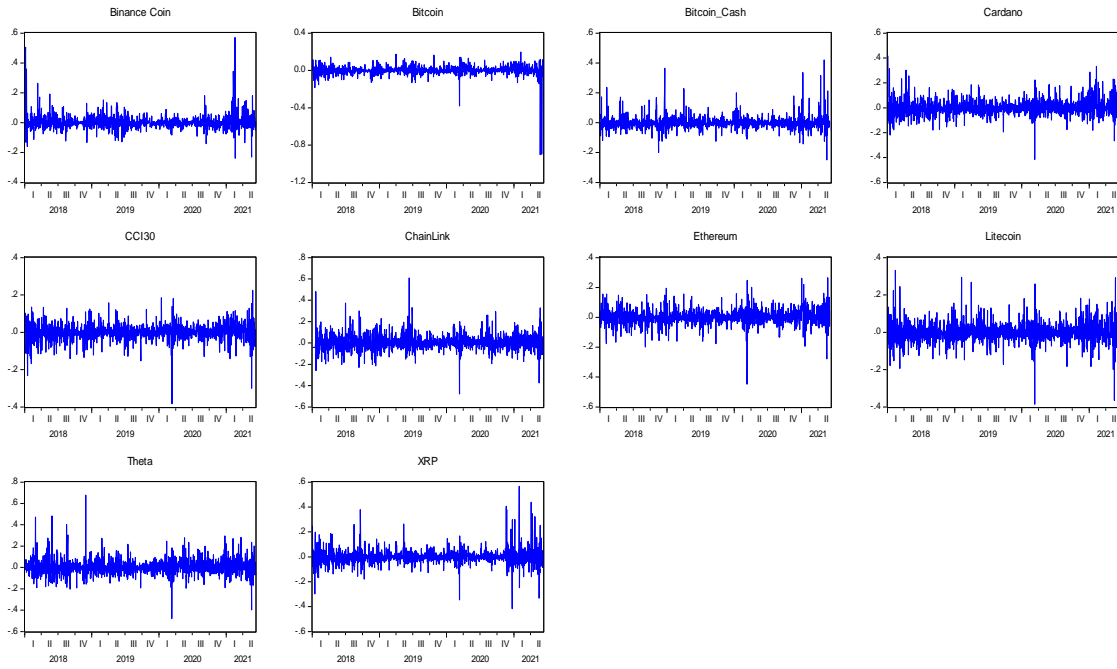 Binance Coin
.6
.4
.2
.0
-.2
-.4
I II III IV I II III IV I II III IV I II
2018 2019 2020 2021
Bitcoin
0.4
0.0
-0.4
-0.8
-1.2
I II III IV I II III IV I II III IV I II
2018 2019 2020 2021
Bitcoin_Cash
.6
.4
.2
.0
-.2
-.4
I II III IV I II III IV I II III IV I II
2018 2019 2020 2021
Cardano
.6
.4
.2
.0
-.2
-.4
-.6
I II III IV I II III IV I II III IV I II
2018 2019 2020 2021
CCI30
.4
.2
.0
-.2
-.4
I II III IV I II III IV I II III IV I II
2018 2019 2020 2021
ChainLink
.8
.6
.4
.2
.0
-.2
-.4
-.6
I II III IV I II III IV I II III IV I II
2018 2019 2020 2021
Ethereum
.4
.2
.0
-.2
-.4
-.6
I II III IV I II III IV I II III IV I II
2018 2019 2020 2021
Litecoin
.4
.2
.0
-.2
-.4
I II III IV I II III IV I II III IV I II
2018 2019 2020 2021
Theta
.8
.6
.4
.2
.0
-.2
-.4
-.6
I II III IV I II III IV I II III IV I II
2018 2019 2020 2021
XRP
.6
.4
.2
.0
-.2
-.4
-.6
I II III IV I II III IV I II III IV I II
2018 2019 2020 2021